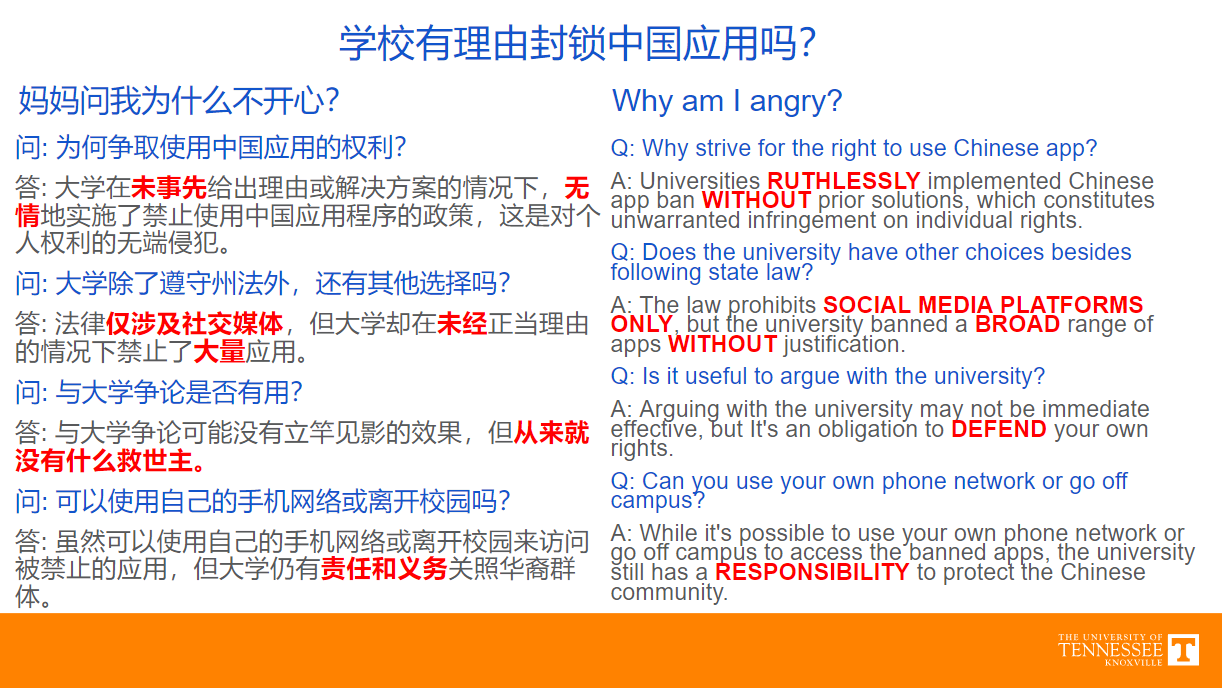 学校有理由封锁中国应用吗？
妈妈问我为什么不开心？
问: 为何争取使用中国应用的权利？
答: 大学在未事先给出理由或解决方案的情况下，无
情地实施了禁止使用中国应用程序的政策，这是对个
人权利的无端侵犯。
问: 大学除了遵守州法外，还有其他选择吗？
答: 法律仅涉及社交媒体，但大学却在未经正当理由
的情况下禁止了大量应用。
问: 与大学争论是否有用？
答: 与大学争论可能没有立竿见影的效果，但从来就
没有什么救世主。
问: 可以使用自己的手机网络或离开校园吗？
答: 虽然可以使用自己的手机网络或离开校园来访问
被禁止的应用，但大学仍有责任和义务关照华裔群
体。
Why am I angry?
Q: Why strive for the right to use Chinese app?
A: Universities RUTHLESSLY implemented Chinese
app ban WITHOUT prior solutions, which constitutes
unwarranted infringement on individual rights.
Q: Does the university have other choices besides
following state law?
A: The law prohibits SOCIAL MEDIA PLATFORMS
ONLY, but the university banned a BROAD range of
apps WITHOUT justification.
Q: Is it useful to argue with the university?
A: Arguing with the university may not be immediate
effective, but It's an obligation to DEFEND your own
rights.
Q: Can you use your own phone network or go off
campus?
A: While it's possible to use your own phone network or
go off campus to access the banned apps, the university
still has a RESPONSIBILITY to protect the Chinese
community.
THE UNIVERSITY OF
TENNESSEE
KNOXVILLE
T